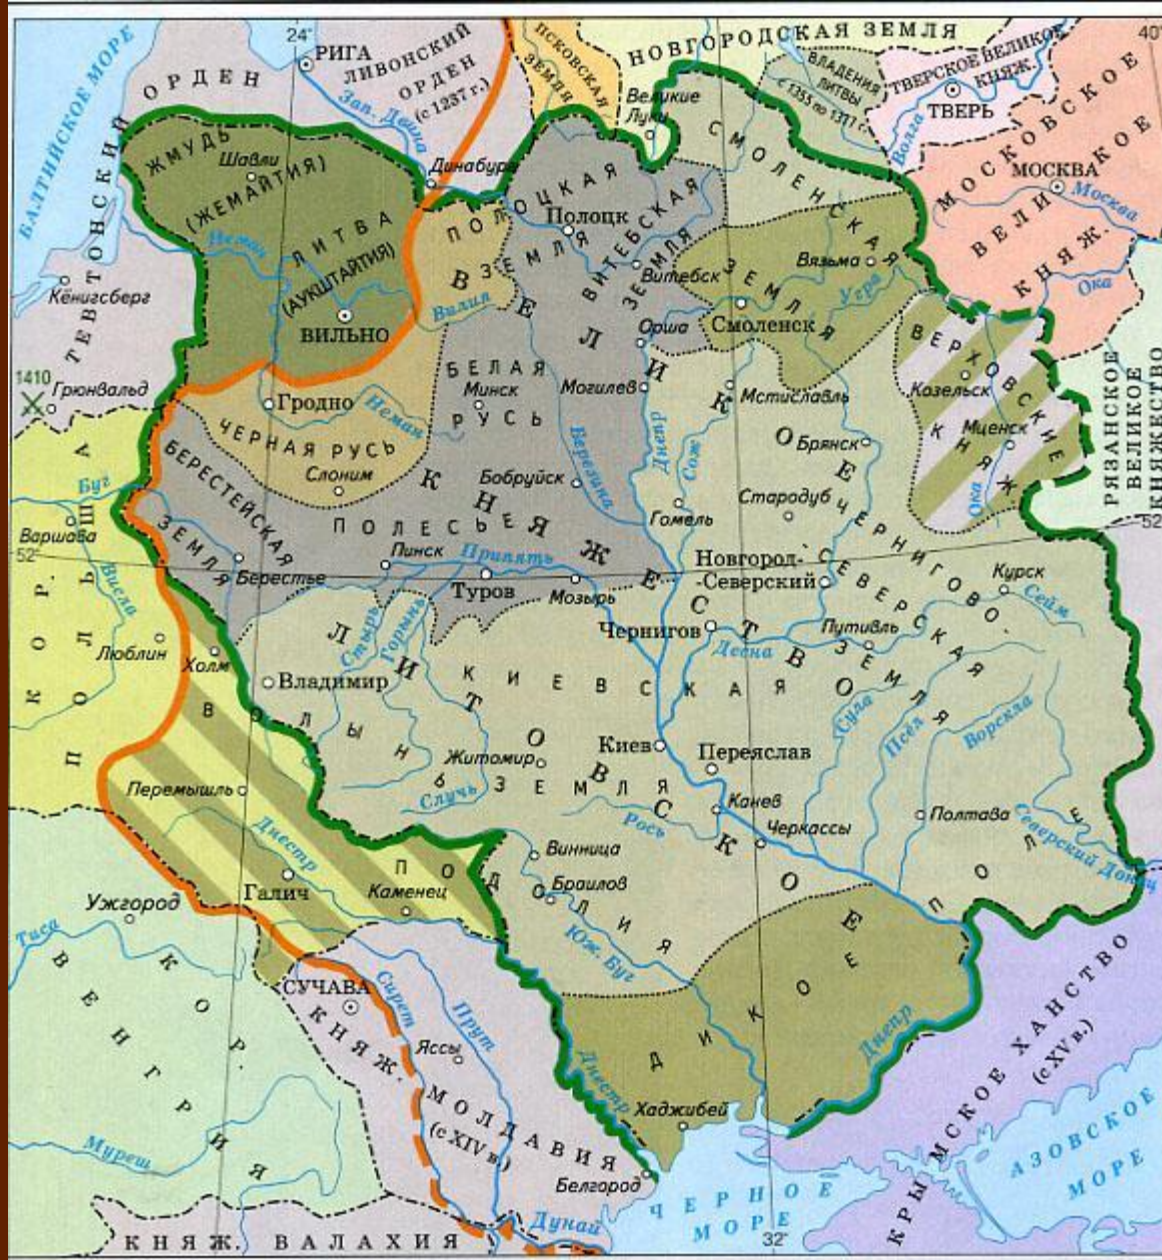 24°
40°
РИГА
ОРДЕН
ЛИВОНСКИЙ
ОРДЕН
(с 1237 г.)
ПСКОВСКАЯ
ЗЕМЛЯ
НОВГОРОДСКАЯ ЗЕМЛЯ
ВЛАДЕНИЯ
ЛИТВЫ
с 1355 по 1377 г.
ТВЕРСКОЕ ВЕЛИКОЕ
КНЯЖ.
ТВЕРЬ
БАЛТИЙСКОЕ МОРЕ
Зап. Двина
Великие
Луки
Волга
МОСКОВСКОЕ
ВЕЛИКОЕ
КНЯЖ.
МОСКВА
Москва
Ока
ЖМУДЬ
Шавли
(ЖЕМАЙТИЯ)
Динабург
ПОЛОЦКАЯ
ЗЕМЛЯ
Полоцк
СМОЛЕНСКАЯ
ЗЕМЛЯ
ЛИТВА
(АУКШТАЙТИЯ)
Неман
ВИЛЬНО
Вилия
ВИТЕБСКАЯ
ЗЕМЛЯ
Витебск
Вязьма
Угра
Смоленск
Орша
ТЕВТОНСКИЙ
Кёнигсберг
1410
Грюнвальд
ВЕЛИКОЕ
КНЯЖЕСТВО
ЛИТОВСКОЕ
БЕЛАЯ
РУСЬ
Минск
Могилев
Мстиславль
ВЕРХОВСКИЕ
КНЯЖ.
Козельск
Мценск
Ока
РЯЗАНСКОЕ
ВЕЛИКОЕ
КНЯЖЕСТВО
Гродно
Неман
ЧЕРНАЯ РУСЬ
Слоним
Березина
Днепр
Сож
Брянск
БЕРЕСТЕЙСКАЯ
ЗЕМЛЯ
Бобруйск
Гомель
Стародуб
ПОЛЕСЬЕ
Буг
Варшава
52°
52°
Берестье
Пинск
Припять
Туров
Мозырь
Новгород-
-Северский
ЧЕРНИГОВО-
СЕВЕРСКАЯ
ЗЕМЛЯ
Курск
Сейм
Путивль
Чернигов
Десна
КОР.
ПОЛЬША
Висла
Люблин
Холм
Стырь
Горынь
Владимир
КИЕВСКАЯ
ЗЕМЛЯ
ВОЛЫНЬ
Сула
Псёл
Ворскла
Киев
Переяслав
Житомир
Случь
Перемышль
Рось
Канев
Черкассы
Полтава
Северский Донец
Днестр
Галич
ПОДОЛИЯ
Каменец
Винница
Браилов
Юж. Буг
Ужгород
Тиса
КОР.
ВЕНГРИЯ
СУЧАВА
КНЯЖ.
МОЛДАВИЯ
(с XIV в.)
Сирет
Прут
Яссы
ДИКОЕ ПОЛЕ
Днепр
Днестр
Хаджибей
КРЫМСКОЕ ХАНСТВО
(с XV в.)
АЗОВСКОЕ
МОРЕ
Муреш
Белгород
ЧЕРНОЕ
МОРЕ
Дунай
КНЯЖ. ВАЛАХИЯ
32°